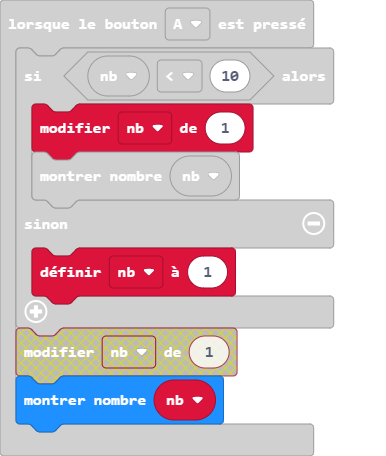 lorsque le bouton A est pressé
si nb < 10 alors
modifier nb de 1
montrer nombre nb
sinon
définir nb à 1
modifier nb de 1
montrer nombre nb